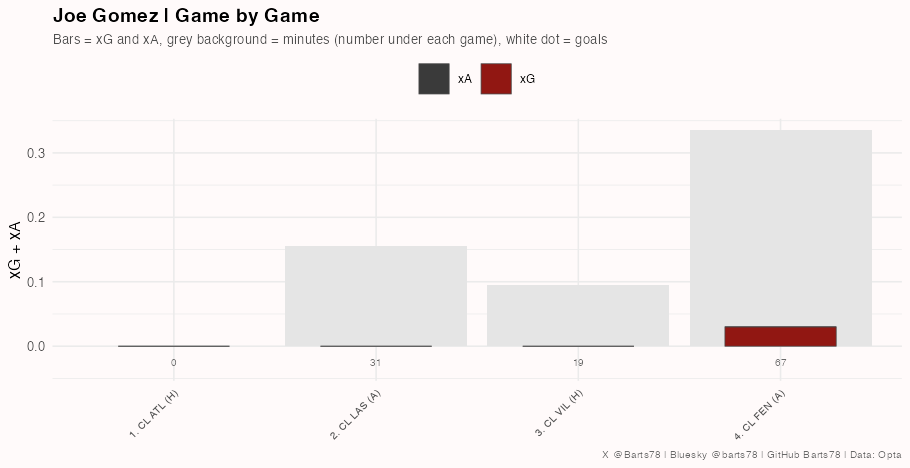 Joe Gomez | Game by Game
Bars = xG and xA, grey background = minutes (number under each game), white dot = goals
xA xG
xG + xA
0.3
0.2
0.1
0.0
0 31 19 67
1. CL ATL (H) 2. CL LAS (A) 3. CL VIL (H) 4. CL FEN (A)
X @Barts78 | Bluesky @barts78 | GitHub Barts78 | Data: Opta